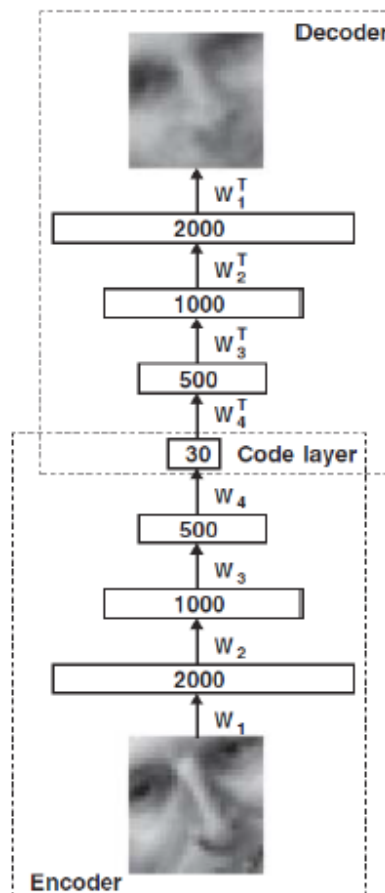 Decoder
W₁ᵀ
2000
W₂ᵀ
1000
W₃ᵀ
500
W₄ᵀ
30 Code layer
W₄
500
W₃
1000
W₂
2000
W₁
Encoder